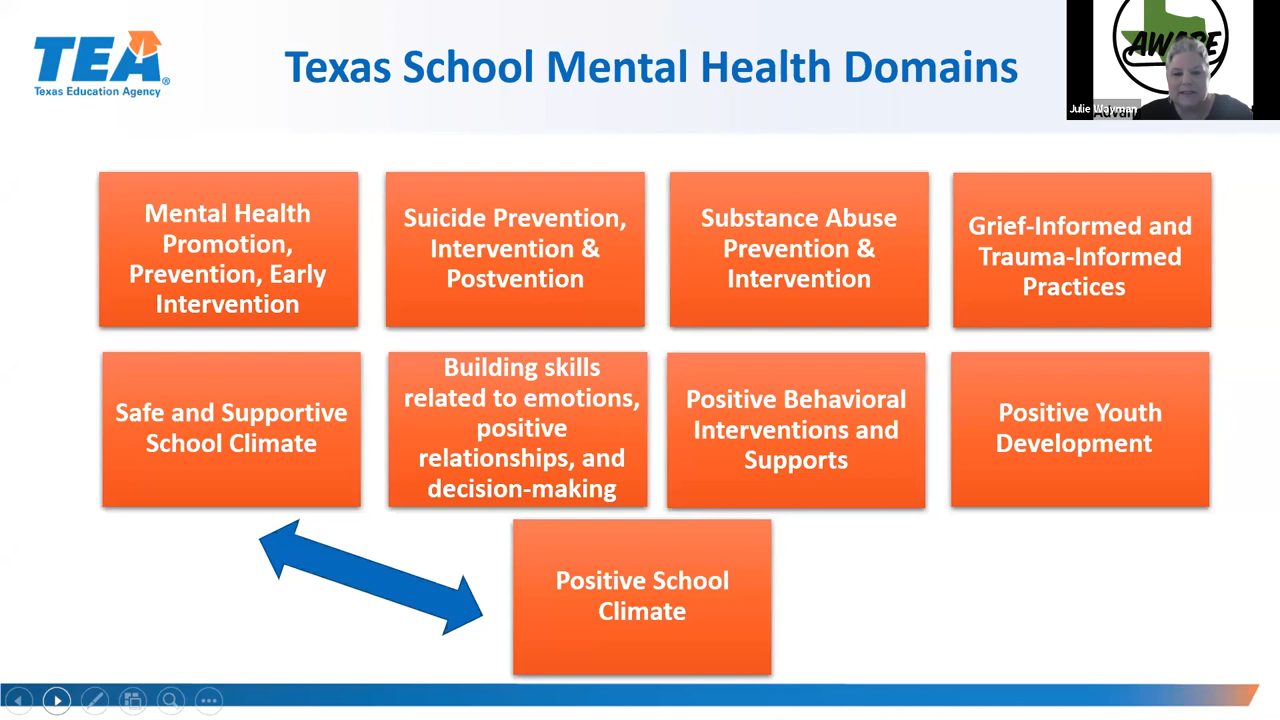 TEA
Texas Education Agency
Texas School Mental Health Domains
AWARE
Julie Wayman
Mental Health
Promotion,
Prevention, Early
Intervention
Suicide Prevention,
Intervention &
Postvention
Substance Abuse
Prevention &
Intervention
Grief-Informed and
Trauma-Informed
Practices
Safe and Supportive
School Climate
Building skills
related to emotions,
positive
relationships, and
decision-making
Positive Behavioral
Interventions and
Supports
Positive Youth
Development
Positive School
Climate